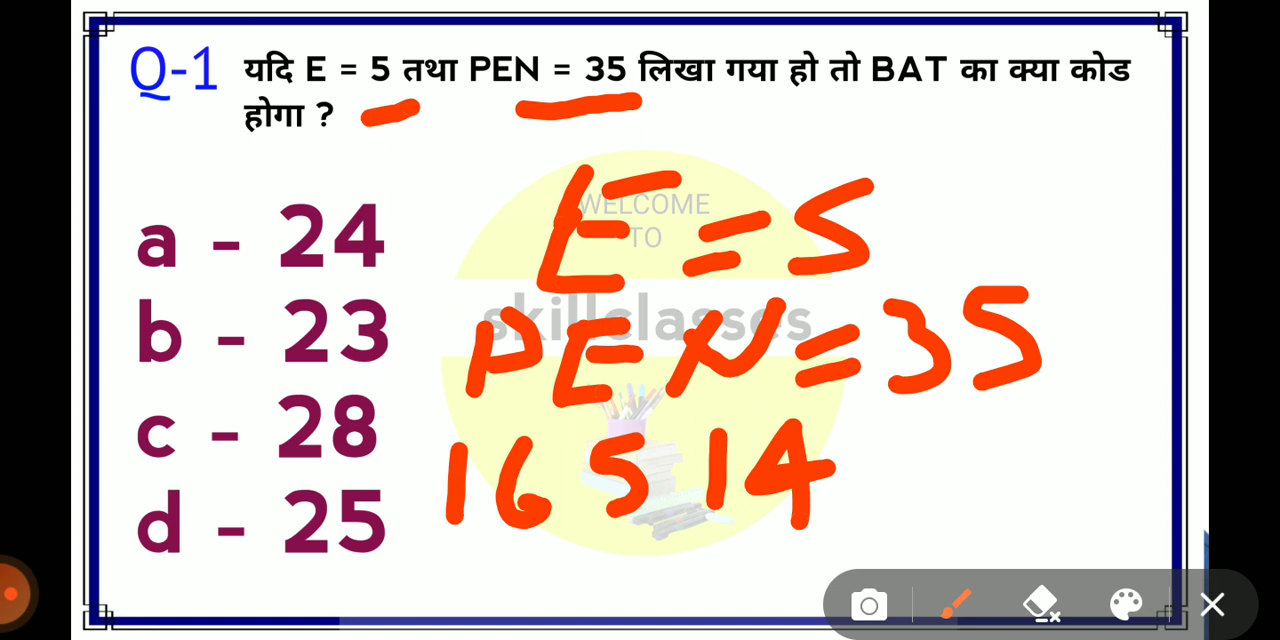 Q-1 यदि E = 5 तथा PEN = 35 लिखा गया हो तो BAT का क्या कोड
होगा ?
WELCOME
TO
skillclasses
a - 24
b - 23
c - 28
d - 25
E = 5
PEN = 35
16 5 14